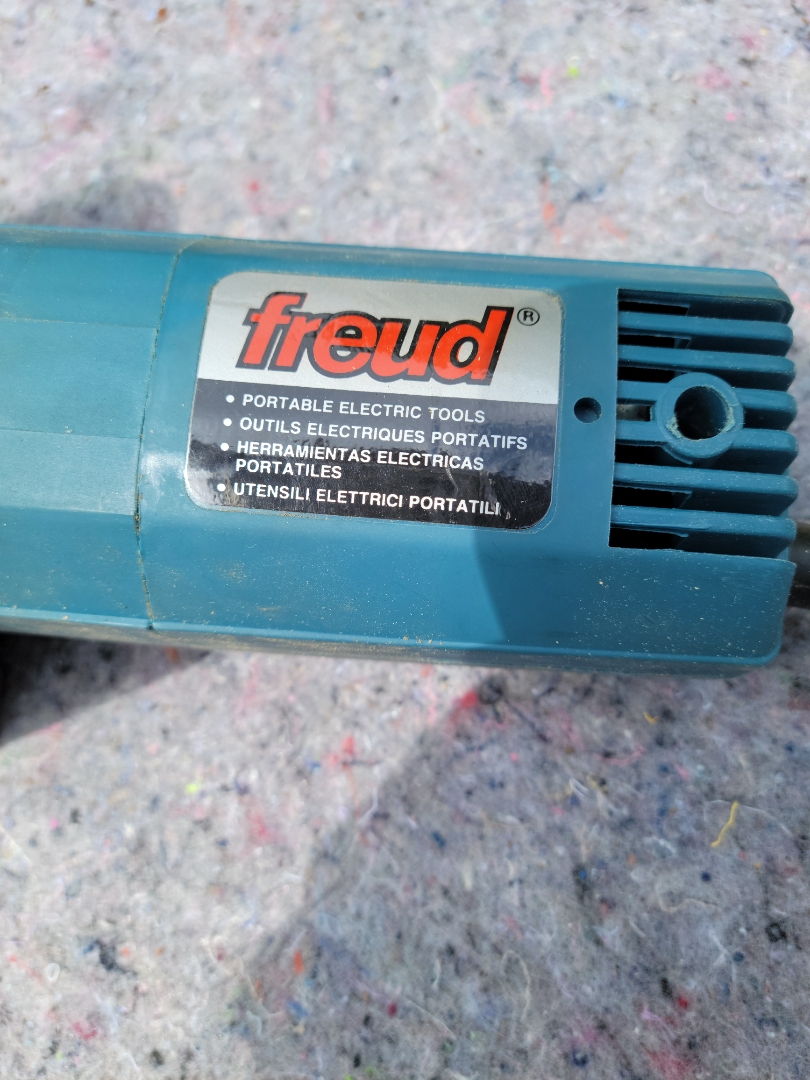 freud®
• PORTABLE ELECTRIC TOOLS
• OUTILS ELECTRIQUES PORTATIFS
• HERRAMIENTAS ELECTRICAS
PORTATILES
• UTENSILI ELETTRICI PORTATILI